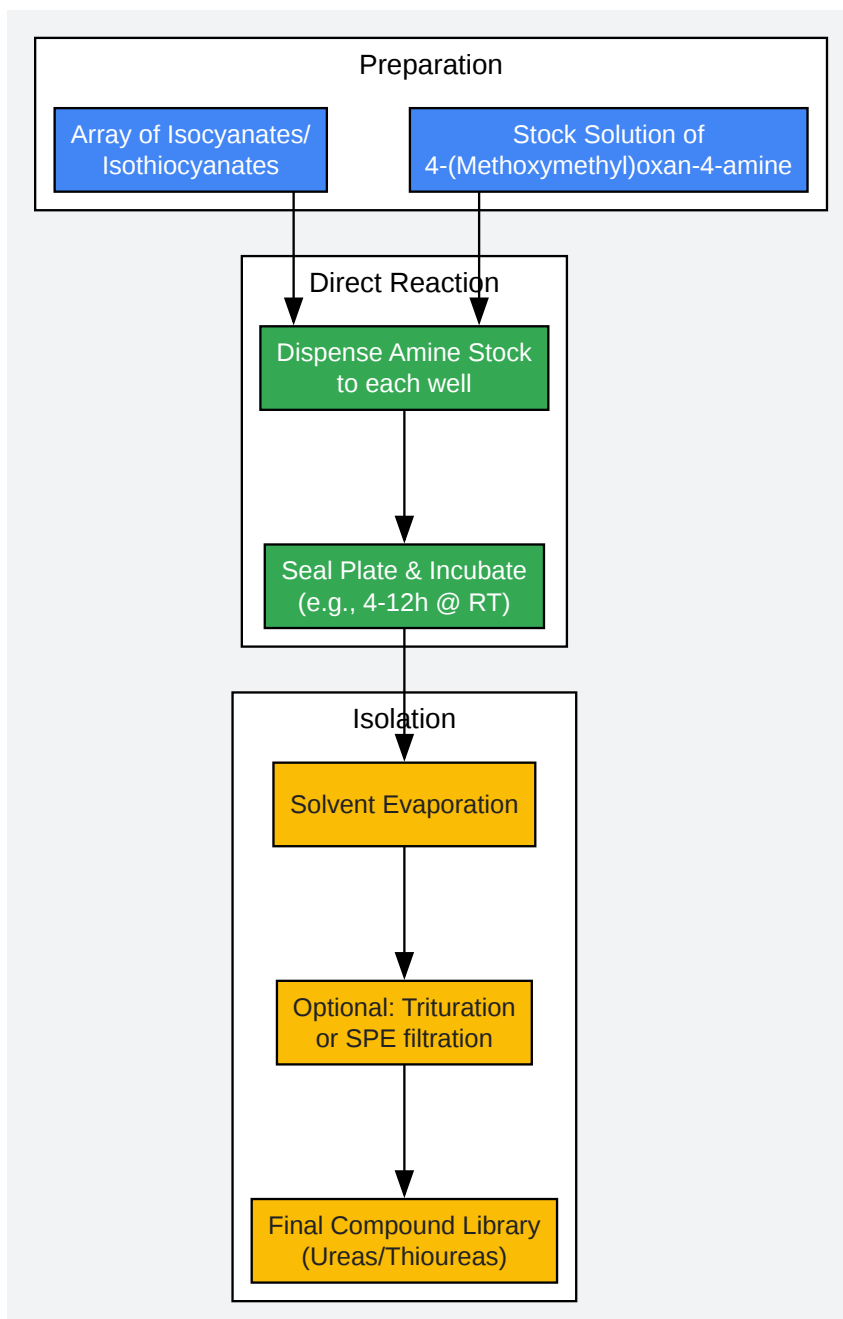 Preparation
Array of Isocyanates/
Isothiocyanates
Stock Solution of
4-(Methoxymethyl)oxan-4-amine
Direct Reaction
Dispense Amine Stock
to each well
Seal Plate & Incubate
(e.g., 4-12h @ RT)
Isolation
Solvent Evaporation
Optional: Trituration
or SPE filtration
Final Compound Library
(Ureas/Thioureas)